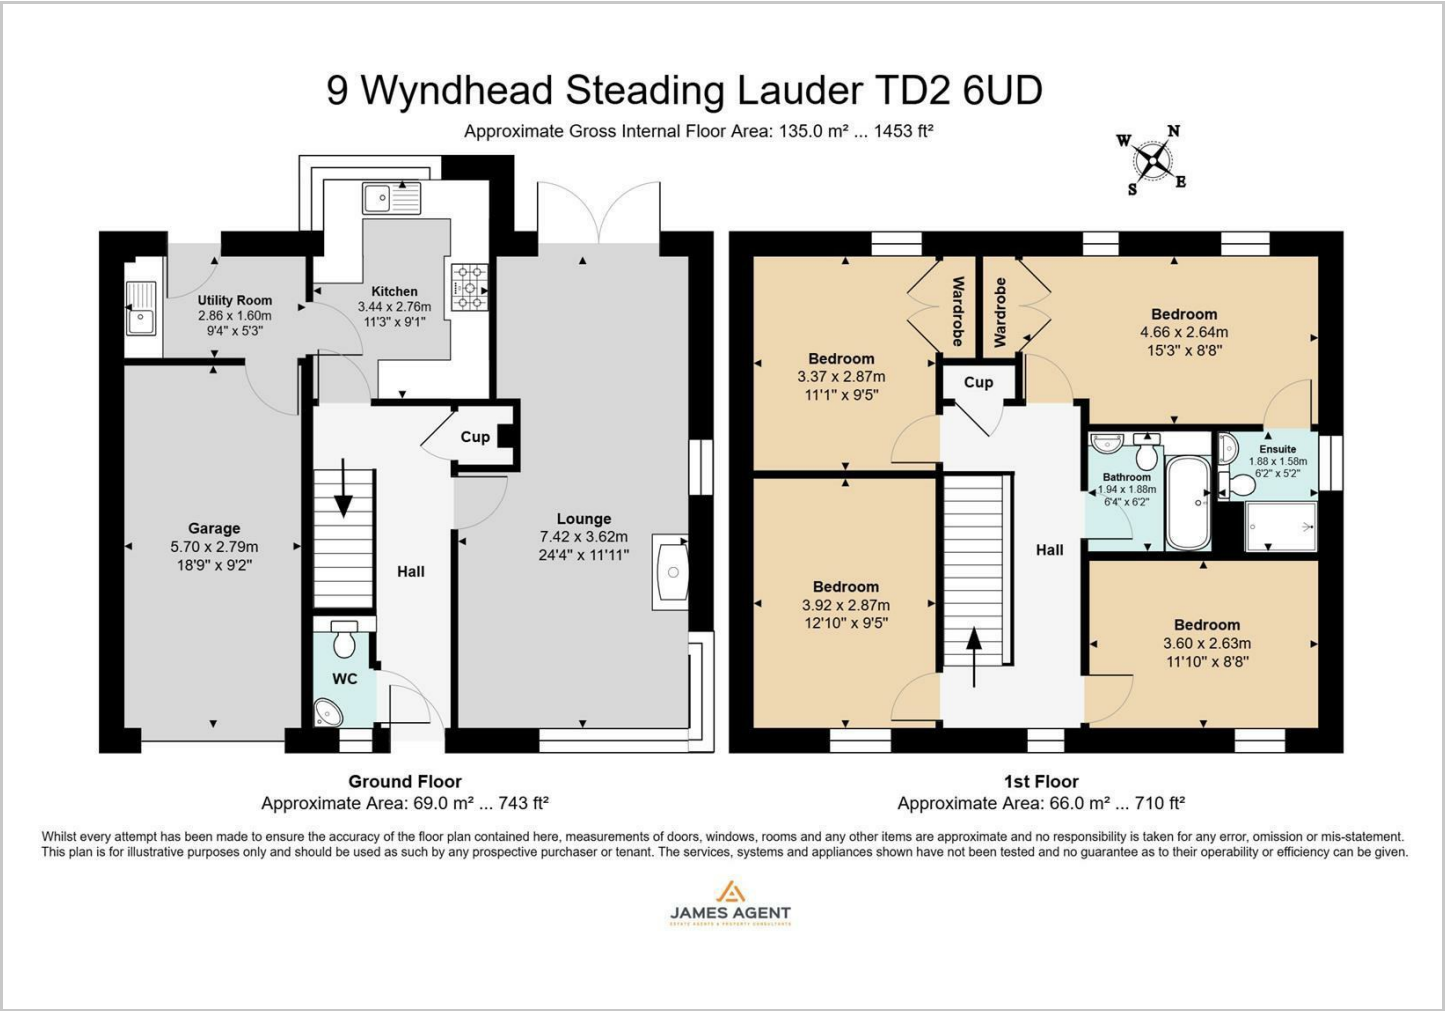 9 Wyndhead Steading Lauder TD2 6UD
Approximate Gross Internal Floor Area: 135.0 m² ... 1453 ft²
W
N
S
E
Utility Room
2.86 x 1.60m
9'4" x 5'3"
Kitchen
3.44 x 2.76m
11'3" x 9'1"
Cup
Garage
5.70 x 2.79m
18'9" x 9'2"
Hall
Lounge
7.42 x 3.62m
24'4" x 11'11"
WC
Ground Floor
Approximate Area: 69.0 m² ... 743 ft²
Wardrobe
Wardrobe
Bedroom
4.66 x 2.64m
15'3" x 8'8"
Bedroom
3.37 x 2.87m
11'1" x 9'5"
Cup
Bathroom
1.94 x 1.88m
6'4" x 6'2"
Ensuite
1.88 x 1.58m
6'2" x 5'2"
Hall
Bedroom
3.92 x 2.87m
12'10" x 9'5"
Bedroom
3.60 x 2.63m
11'10" x 8'8"
1st Floor
Approximate Area: 66.0 m² ... 710 ft²
Whilst every attempt has been made to ensure the accuracy of the floor plan contained here, measurements of doors, windows, rooms and any other items are approximate and no responsibility is taken for any error, omission or mis-statement.
This plan is for illustrative purposes only and should be used as such by any prospective purchaser or tenant. The services, systems and appliances shown have not been tested and no guarantee as to their operability or efficiency can be given.
JAMES AGENT
ESTATE AGENTS & PROPERTY CONSULTANTS